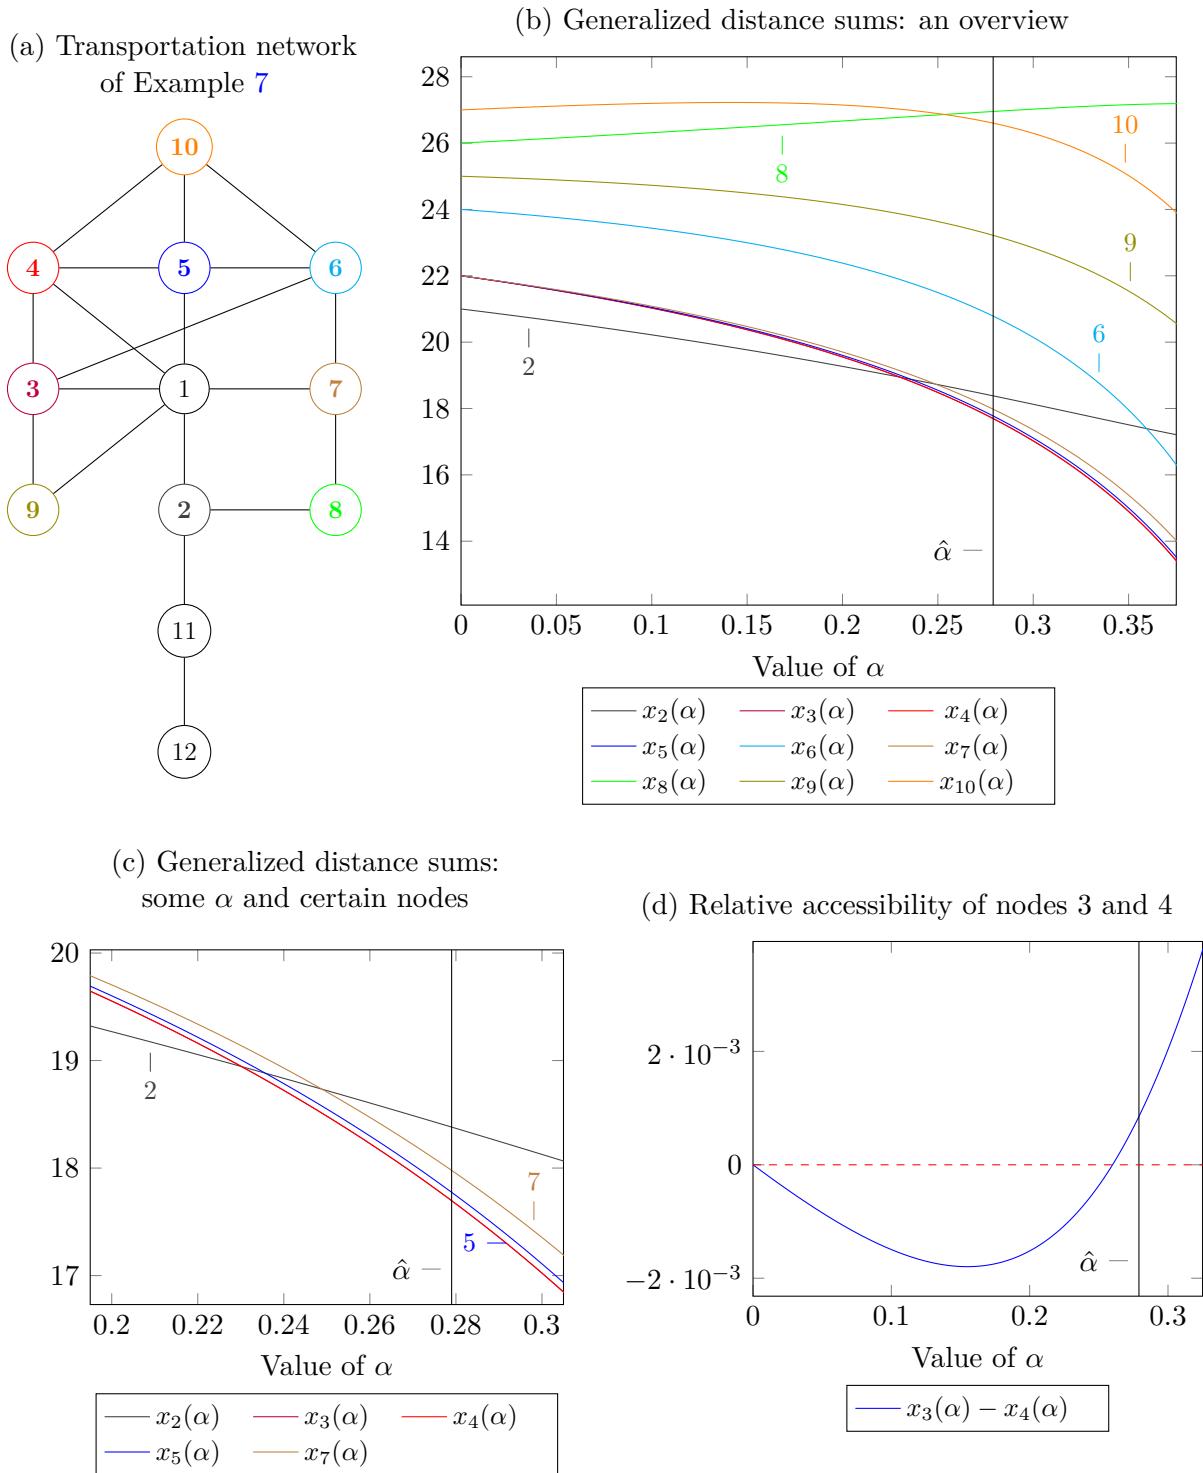 (a) Transportation network
of Example 7
10
4
5
6
3
1
7
9
2
8
11
12
(b) Generalized distance sums: an overview
28
26
24
22
20
18
16
14
0
0.05
0.1
0.15
0.2
0.25
0.3
0.35
10
8
9
6
2
α̂
Value of α
x₂(α) x₃(α) x₄(α)
x₅(α) x₆(α) x₇(α)
x₈(α) x₉(α) x₁₀(α)
(c) Generalized distance sums:
some α and certain nodes
20
19
18
17
0.2
0.22
0.24
0.26
0.28
0.3
2
7
5
α̂
Value of α
x₂(α) x₃(α) x₄(α)
x₅(α) x₇(α)
(d) Relative accessibility of nodes 3 and 4
2 · 10⁻³
0
−2 · 10⁻³
0
0.1
0.2
0.3
α̂
Value of α
x₃(α) − x₄(α)